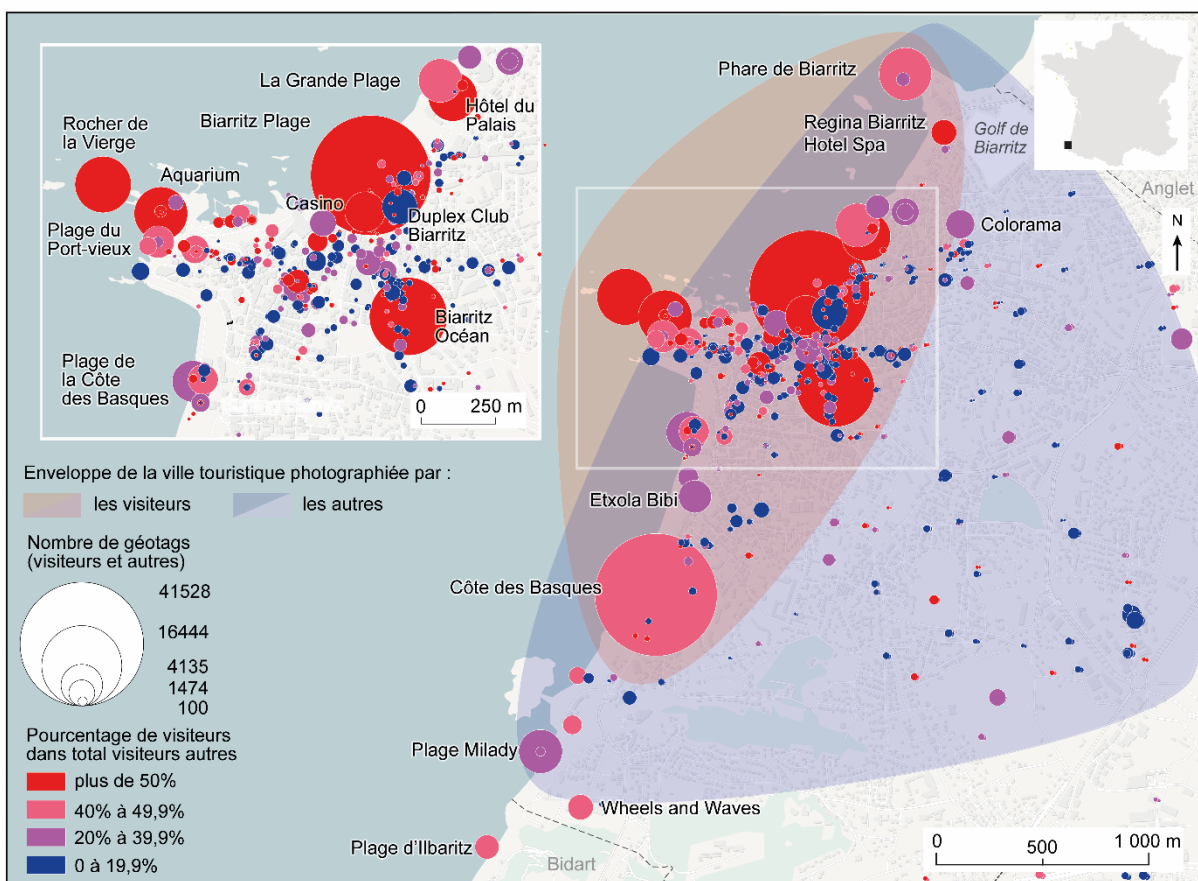 La Grande Plage
Hôtel du
Palais
Biarritz Plage
Rocher de
la Vierge
Aquarium
Casino
Duplex Club
Biarritz
Plage du
Port-vieux
Biarritz
Océan
Plage de
la Côte
des Basques
0 250 m
Phare de Biarritz
Regina Biarritz
Hotel Spa
Golf de
Biarritz
Anglet
N
Colorama
Etxola Bibi
Côte des Basques
Plage Milady
Wheels and Waves
Plage d'Ilbaritz
Bidart
Enveloppe de la ville touristique photographiée par :
les visiteurs
les autres
Nombre de géotags
(visiteurs et autres)
41528
16444
4135
1474
100
Pourcentage de visiteurs
dans total visiteurs autres
plus de 50%
40% à 49,9%
20% à 39,9%
0 à 19,9%
0 500 1 000 m